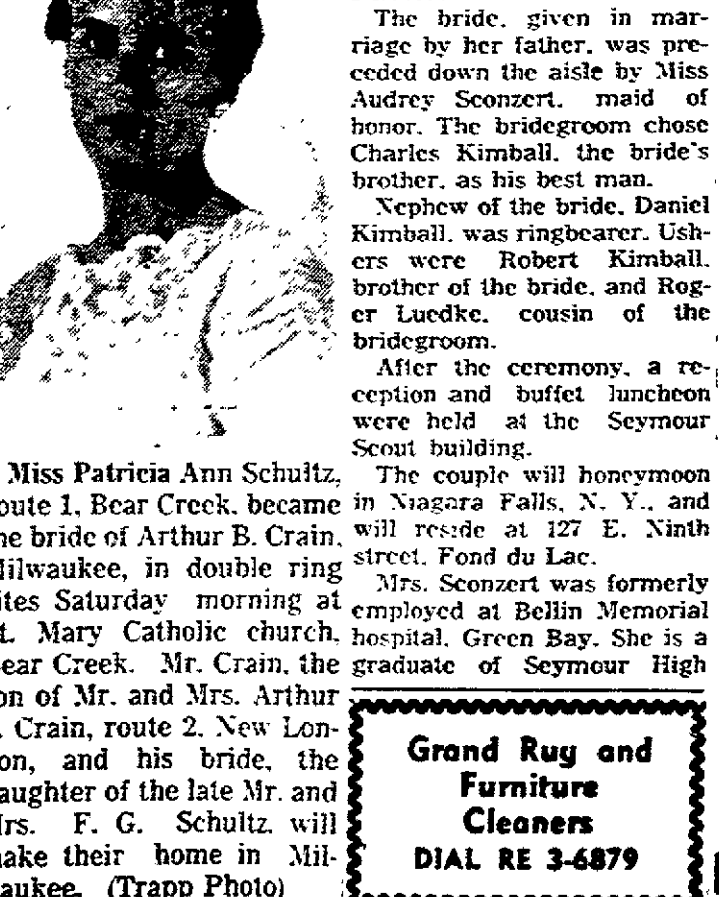 Miss Patricia Ann Schultz,
oute 1, Bear Creek, became
he bride of Arthur B. Crain,
Milwaukee, in double ring
ites Saturday morning at
t. Mary Catholic church,
ear Creek. Mr. Crain, the
on of Mr. and Mrs. Arthur
. Crain, route 2, New Lon-
on, and his bride, the
aughter of the late Mr. and
Mrs. F. G. Schultz, will
ake their home in Mil-
waukee. (Trapp Photo)
The bride, given in mar-
riage by her father, was pre-
ceded down the aisle by Miss
Audrey Sconzert, maid of
honor. The bridegroom chose
Charles Kimball, the bride's
brother, as his best man.
Nephew of the bride, Daniel
Kimball, was ringbearer. Ush-
ers were Robert Kimball,
brother of the bride, and Rog-
er Luedke, cousin of the
bridegroom.
After the ceremony, a re-
ception and buffet luncheon
were held at the Seymour
Scout building.
The couple will honeymoon
in Niagara Falls, N. Y., and
will reside at 127 E. Ninth
street, Fond du Lac.
Mrs. Sconzert was formerly
employed at Bellin Memorial
hospital, Green Bay. She is a
graduate of Seymour High
Grand Rug and
Furniture
Cleaners
DIAL RE 3-6879